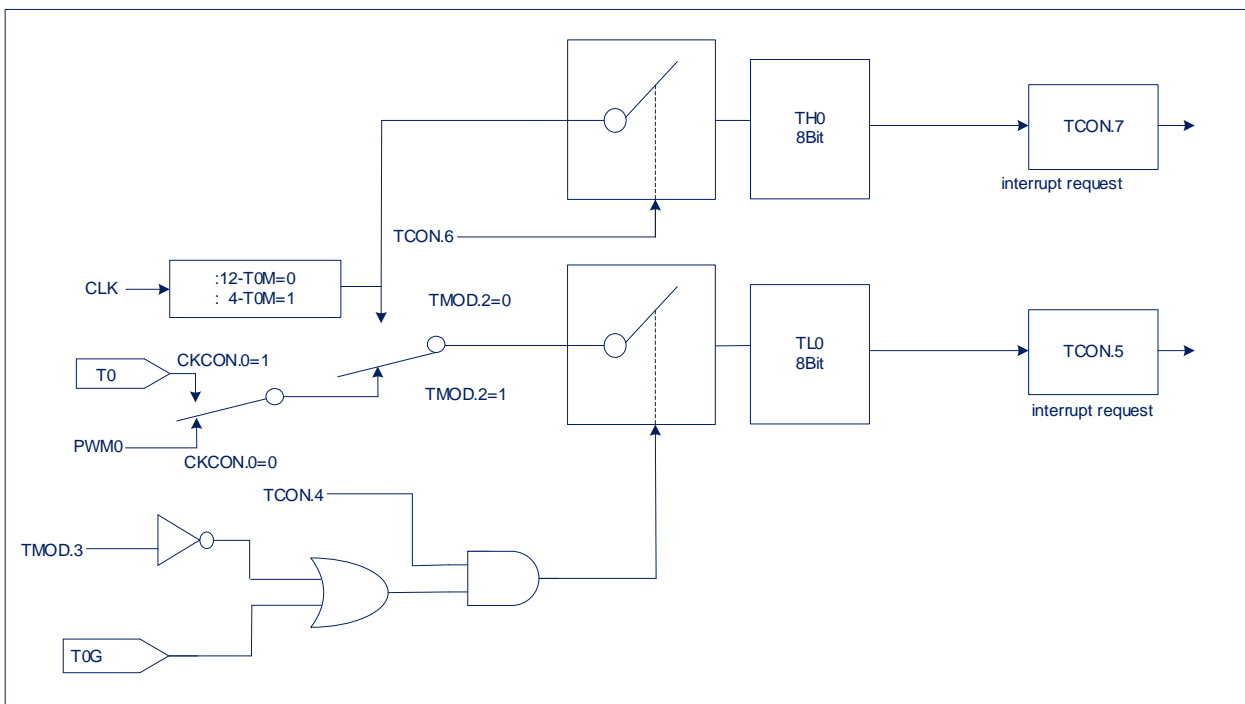 TH0
8Bit
TCON.7
interrupt request
TCON.6
CLK
:12-T0M=0
: 4-T0M=1
TMOD.2=0
T0
CKCON.0=1
TL0
8Bit
TCON.5
TMOD.2=1
interrupt request
PWM0
CKCON.0=0
TCON.4
TMOD.3
T0G